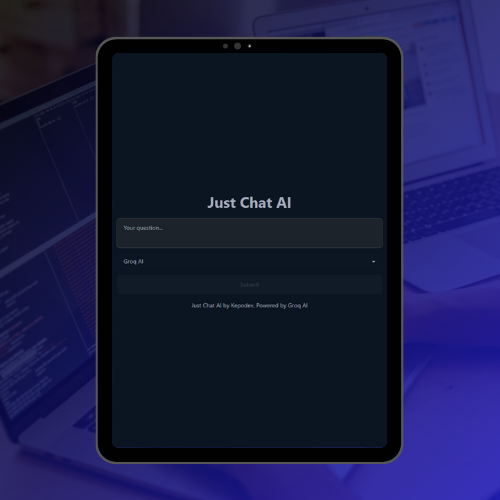 Just Chat AI
Your question...
Groq AI
Submit
Just Chat AI by Kepodev. Powered by Groq AI